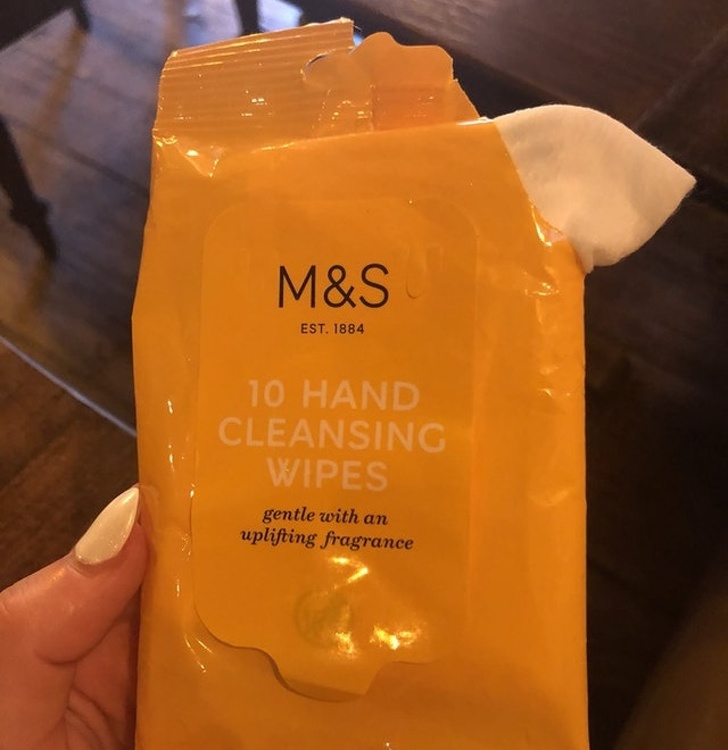 M&S
EST. 1884
10 HAND
CLEANSING
WIPES
gentle with an
uplifting fragrance